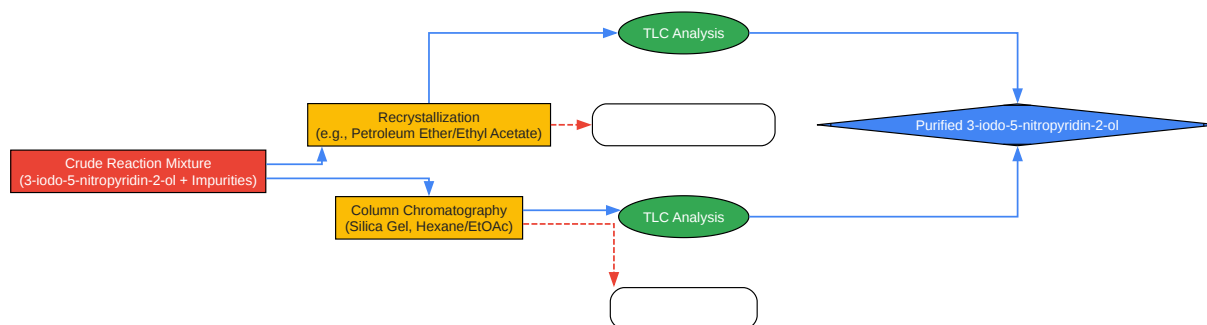 TLC Analysis
Recrystallization
(e.g., Petroleum Ether/Ethyl Acetate)
Purified 3-iodo-5-nitropyridin-2-ol
Crude Reaction Mixture
(3-iodo-5-nitropyridin-2-ol + Impurities)
Column Chromatography
(Silica Gel, Hexane/EtOAc)
TLC Analysis